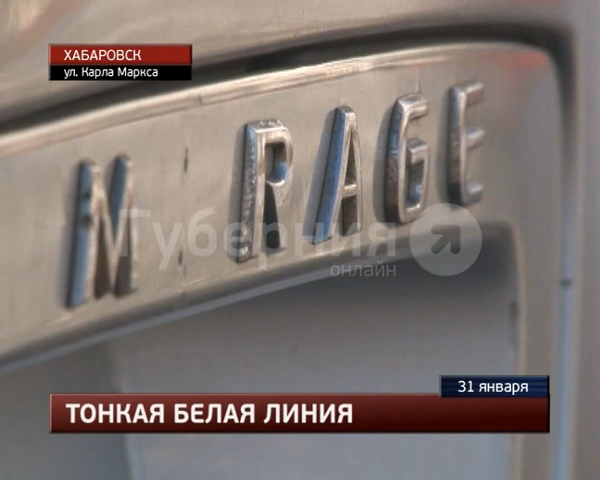 ХАБАРОВСК
ул. Карла Маркса
M RAGE
Губерния
онлайн
31 января
ТОНКАЯ БЕЛАЯ ЛИНИЯ